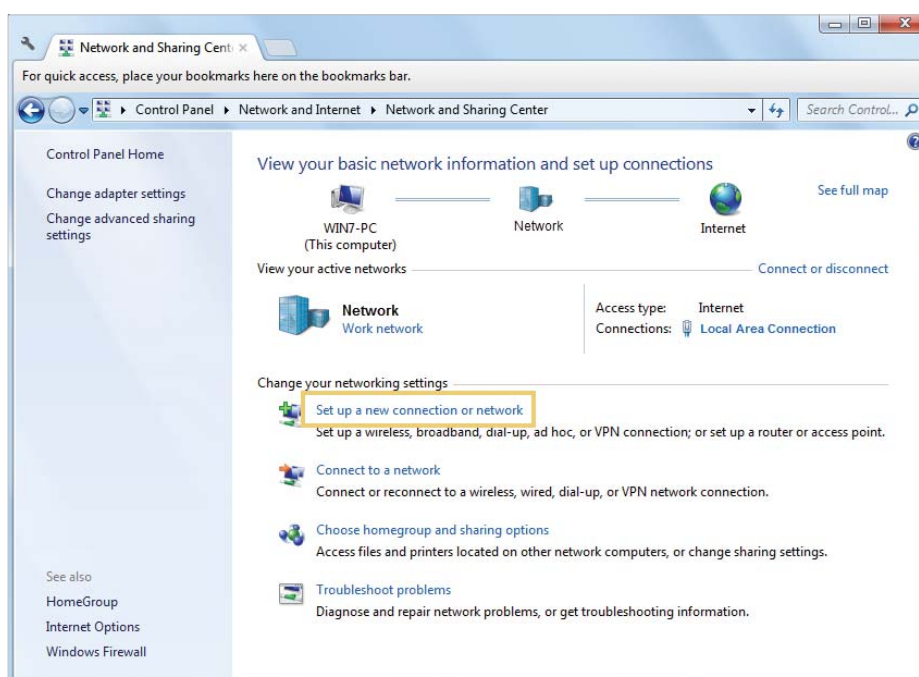 Network and Sharing Cent
For quick access, place your bookmarks here on the bookmarks bar.
Control Panel Network and Internet Network and Sharing Center
Search Control...
Control Panel Home
Change adapter settings
Change advanced sharing
settings
View your basic network information and set up connections
See full map
WIN7-PC
(This computer)
Network
Internet
View your active networks
Connect or disconnect
Network
Work network
Access type: Internet
Connections: Local Area Connection
Change your networking settings
Set up a new connection or network
Set up a wireless, broadband, dial-up, ad hoc, or VPN connection; or set up a router or access point.
Connect to a network
Connect or reconnect to a wireless, wired, dial-up, or VPN network connection.
Choose homegroup and sharing options
Access files and printers located on other network computers, or change sharing settings.
Troubleshoot problems
Diagnose and repair network problems, or get troubleshooting information.
See also
HomeGroup
Internet Options
Windows Firewall